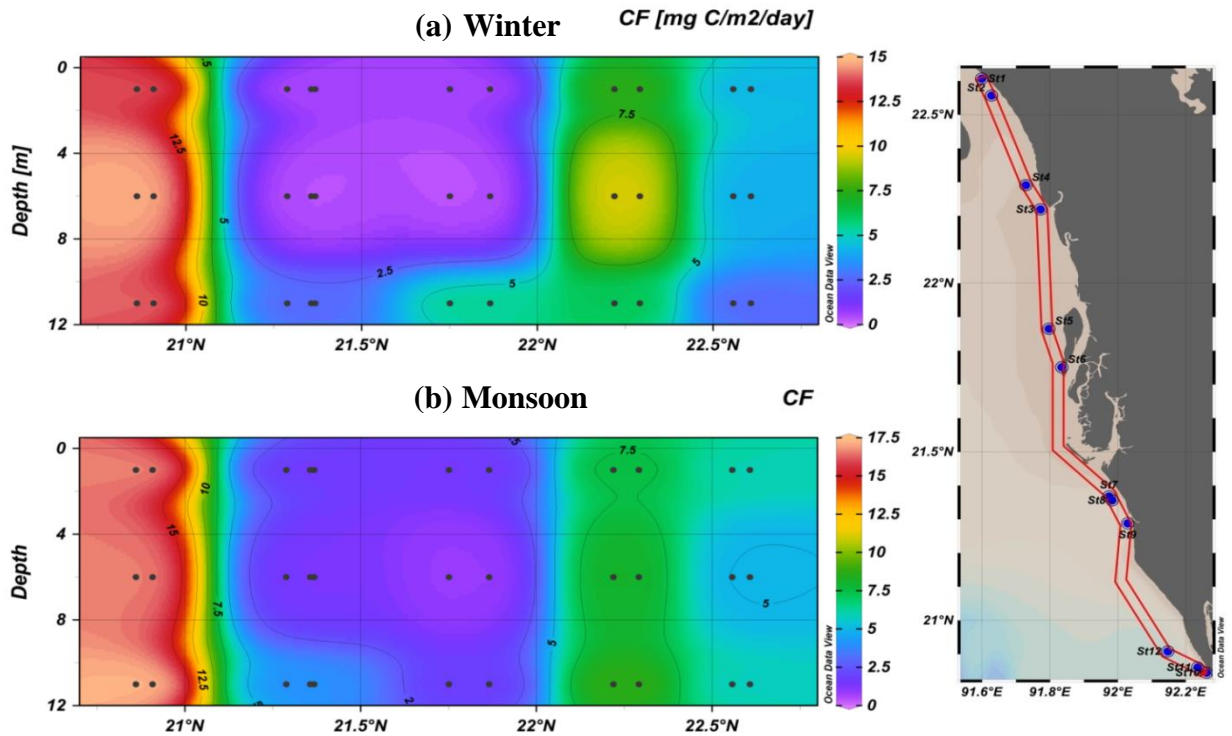 (a) Winter
CF [mg C/m2/day]
Depth [m]
0
4
8
12
21°N
21.5°N
22°N
22.5°N
12.5
10
5
2.5
5
7.5
5
Ocean Data View
15
12.5
10
7.5
5
2.5
0
(b) Monsoon
CF
Depth
0
4
8
12
21°N
21.5°N
22°N
22.5°N
10
15
7.5
12.5
5
7.5
5
Ocean Data View
17.5
15
12.5
10
7.5
5
2.5
0
St1
St2
St4
St3
St5
St6
St7
St8
St9
St12
St11
St10
22.5°N
22°N
21.5°N
21°N
91.6°E
91.8°E
92°E
92.2°E
Ocean Data View